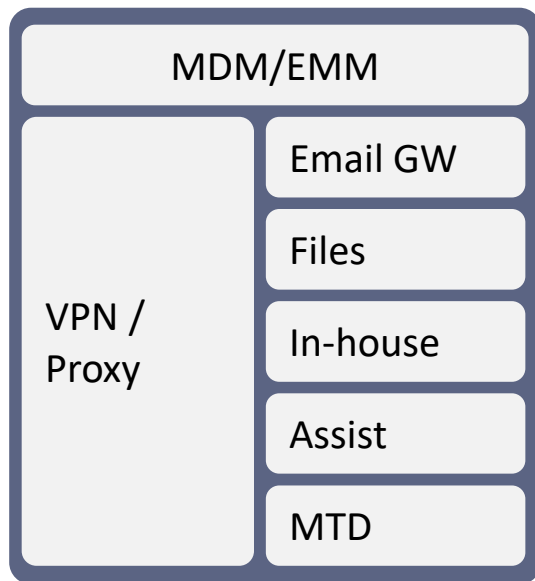 MDM/EMM
VPN /
Proxy
Email GW
Files
In-house
Assist
MTD